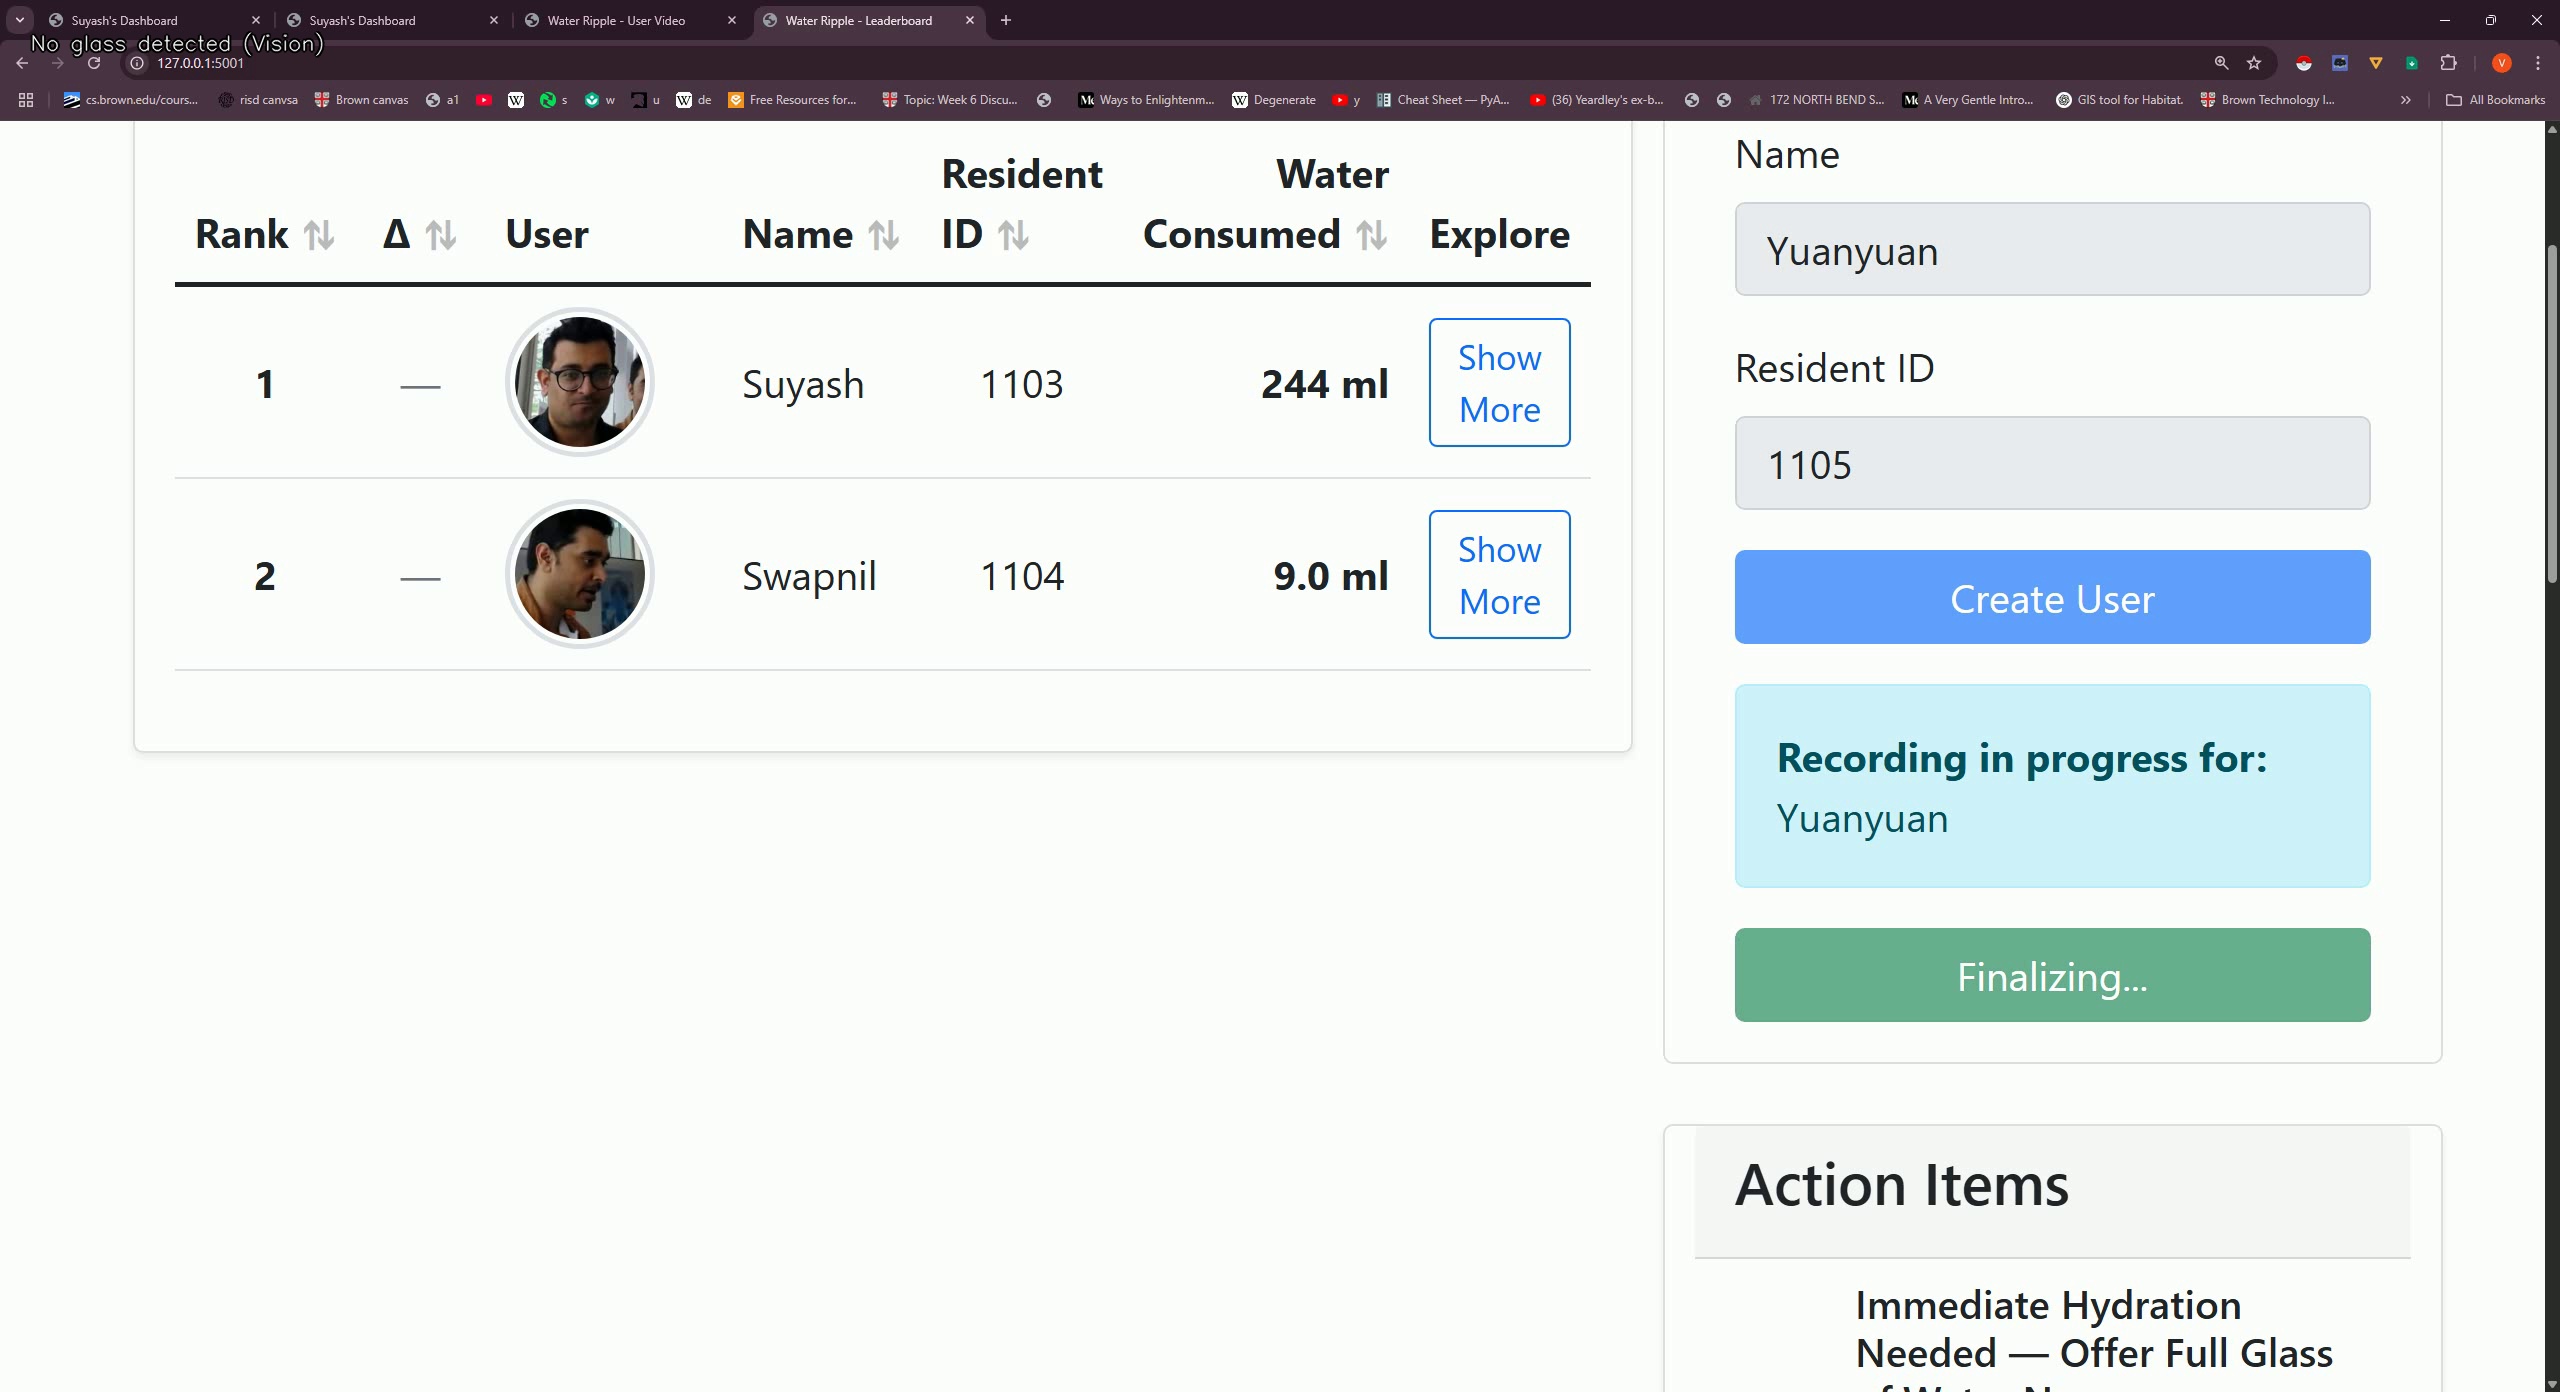 Suyash's Dashboard
Suyash's Dashboard
Water Ripple - User Video
Water Ripple - Leaderboard
No glass detected (Vision)
127.0.0.1:5001
V
cs.brown.edu/cours...
risd canvsa
Brown canvas
a1
s
w
u
de
Free Resources for...
Topic: Week 6 Discu...
Ways to Enlightenm...
Degenerate
y
Cheat Sheet — PyA...
(36) Yeardley's ex-b...
172 NORTH BEND S...
A Very Gentle Intro...
GIS tool for Habitat.
Brown Technology I...
All Bookmarks
Rank Δ User Name Resident ID Water Consumed Explore
1 — Suyash 1103 244 ml Show More
2 — Swapnil 1104 9.0 ml Show More
Name
Yuanyuan
Resident ID
1105
Create User
Recording in progress for:
Yuanyuan
Finalizing...
Action Items
Immediate Hydration
Needed — Offer Full Glass